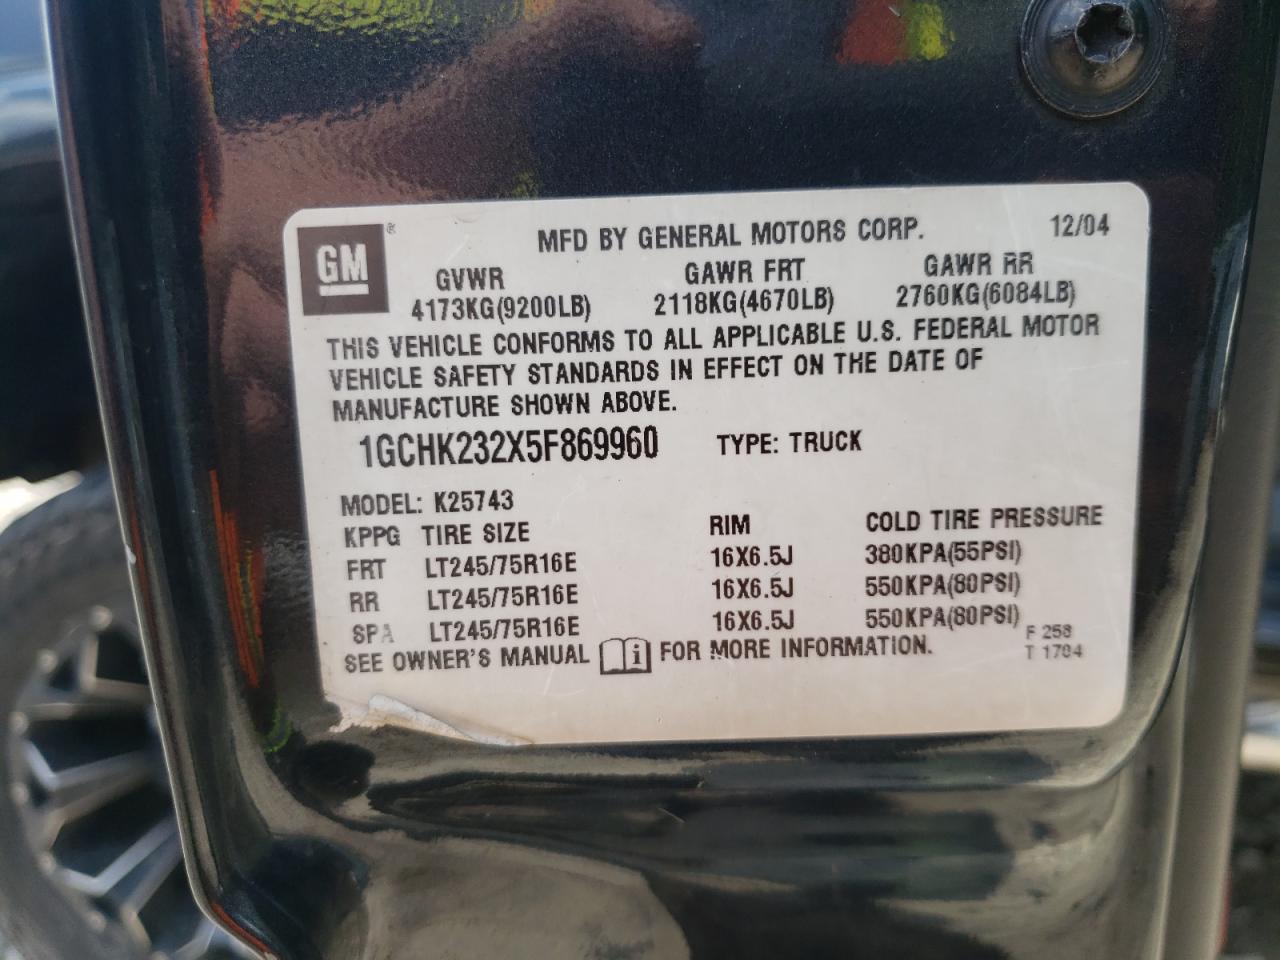 GM®
MFD BY GENERAL MOTORS CORP. 12/04
GVWR GAWR FRT GAWR RR
4173KG(9200LB) 2118KG(4670LB) 2760KG(6084LB)
THIS VEHICLE CONFORMS TO ALL APPLICABLE U.S. FEDERAL MOTOR
VEHICLE SAFETY STANDARDS IN EFFECT ON THE DATE OF
MANUFACTURE SHOWN ABOVE.
1GCHK232X5F869960 TYPE: TRUCK
MODEL: K25743
KPPG TIRE SIZE RIM COLD TIRE PRESSURE
FRT LT245/75R16E 16X6.5J 380KPA(55PSI)
RR LT245/75R16E 16X6.5J 550KPA(80PSI)
SPA LT245/75R16E 16X6.5J 550KPA(80PSI)
SEE OWNER'S MANUAL i FOR MORE INFORMATION.
F 258
T 1704